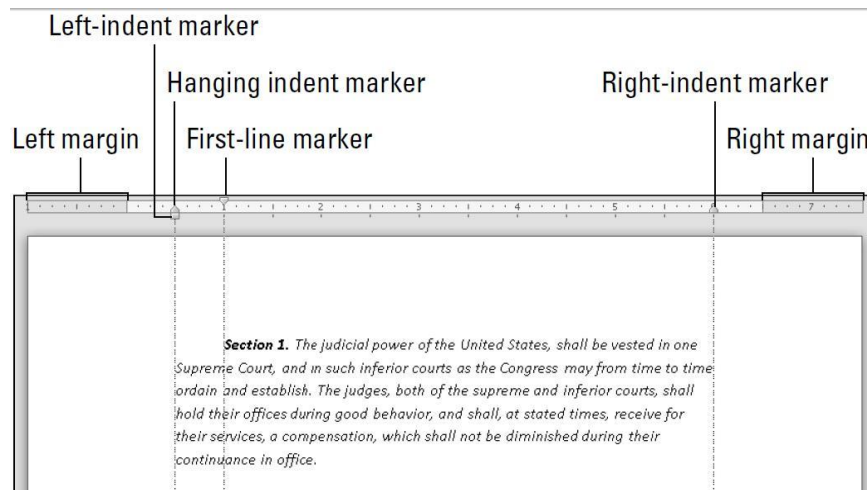 Left-indent marker
Hanging indent marker
Right-indent marker
Left margin
First-line marker
Right margin
1 2 3 4 5 7
Section 1. The judicial power of the United States, shall be vested in one
Supreme Court, and in such inferior courts as the Congress may from time to time
ordain and establish. The judges, both of the supreme and inferior courts, shall
hold their offices during good behavior, and shall, at stated times, receive for
their services, a compensation, which shall not be diminished during their
continuance in office.